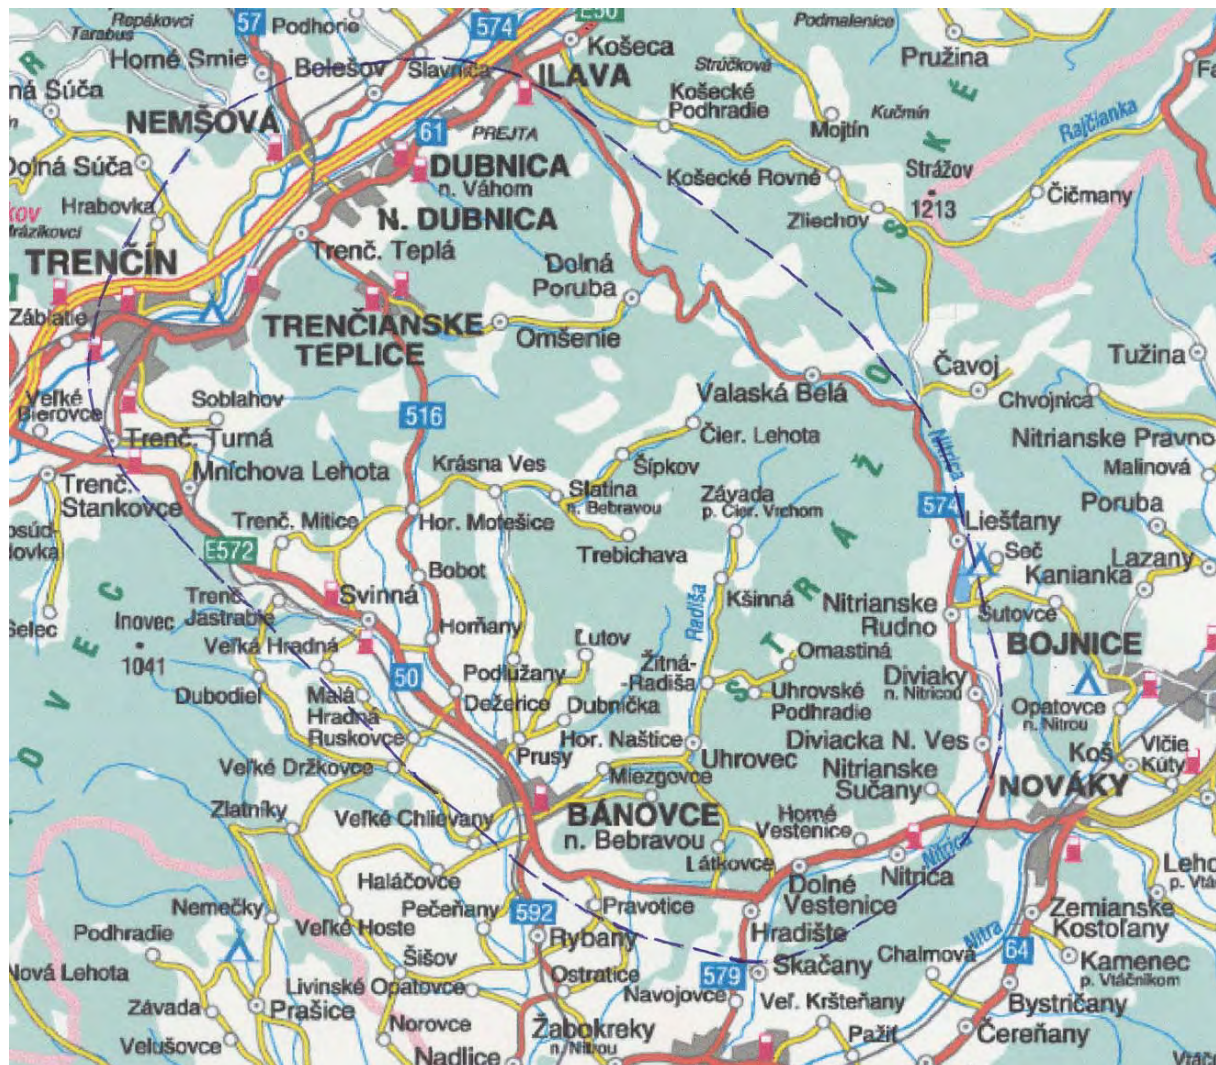 Repákovci
Tarabus
57
Podhorie
574
E50
Košeca
Podmalenice
Pružina
Horné Srnie
Bolešov
Slavnica
ILAVA
Strúčková
Košecké
Podhradie
Mojtín
Kučmín
Rajčianka
ná Súča
NEMŠOVÁ
61
PREJTA
Dolná Súča
DUBNICA
n. Váhom
Košecké Rovné
Strážov
1213
Čičmany
Zliechov
Hrabovka
N. DUBNICA
TRENČÍN
Trenč. Teplá
Dolná
Poruba
Záblatie
TRENČIANSKE
TEPLICE
Omšenie
Čavoj
Tužina
Valaská Belá
Chvojnica
Veľké
Bierovce
Soblahov
516
Čier. Lehota
Nitrica
Nitrianske Pravno
Trenč. Turná
Malinová
Mníchova Lehota
Krásna Ves
Šípkov
Trenč.
Stankovce
Slatina
n. Bebravou
Závada
p. Čier. Vrchom
574
Poruba
Trenč. Mitice
Hor. Motešice
Liešťany
E572
Trebichava
Seč
Lazany
Bobot
Kanianka
Trenč.
Jastrabie
Svinná
Radiša
Kšinná
Nitrianske
Rudno
Šutovce
Selec
Inovec
1041
Horňany
BOJNICE
Veľká Hradná
Ľutov
Omastiná
50
Podlužany
Žitná-
-Radiša
Diviaky
n. Nitricou
Dubodiel
Malá
Hradná
Dežerice
Dubnička
Uhrovské
Podhradie
Opatovce
n. Nitrou
Ruskovce
Hor. Naštice
Diviacka N. Ves
Koš
Vlčie
Kúty
Prusy
Uhrovec
Veľké Držkovce
Miezgovce
Nitrianske
Sučany
NOVÁKY
Zlatníky
Veľké Chlievany
BÁNOVCE
n. Bebravou
Horné
Vestenice
Látkovce
Nitrica
Nitrica
Haláčovce
Dolné
Vestenice
Nemečky
Pečeňany
592
Pravotice
Zemianske
Kostoľany
Podhradie
Veľké Hoste
Rybany
Hradište
Nitra
64
Chalmová
Kamenec
p. Vtáčnikom
Nová Lehota
Šišov
Ostratice
579
Skačany
Livinské Opatovce
Navojovce
Veľ. Kršteňany
Bystričany
Závada
Prašice
Norovce
Žabokreky
n. Nitrou
Pažiť
Čereňany
Velušovce
Nadlice
S T R Á Ž O V S K É
O V E C